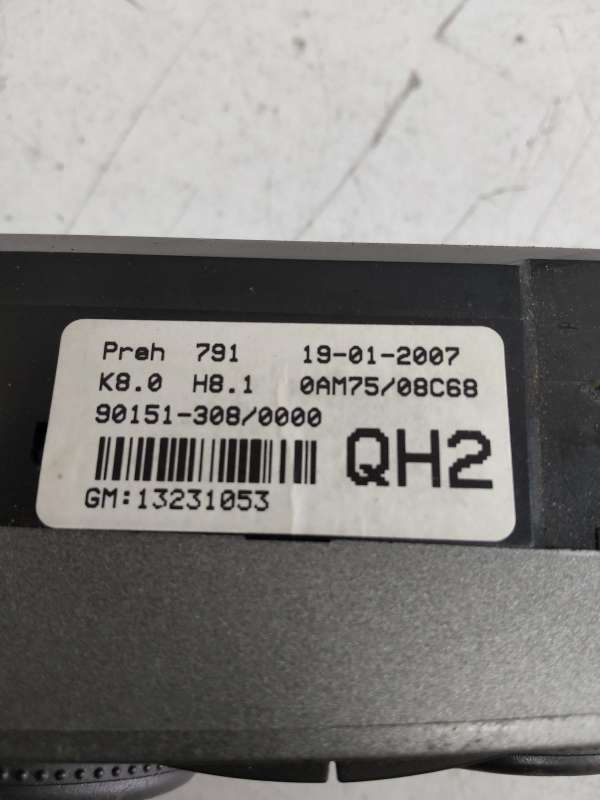 Preh 791 19-01-2007
K8.0 H8.1 0AM75/08C68
90151-308/0000
QH2
GM:13231053